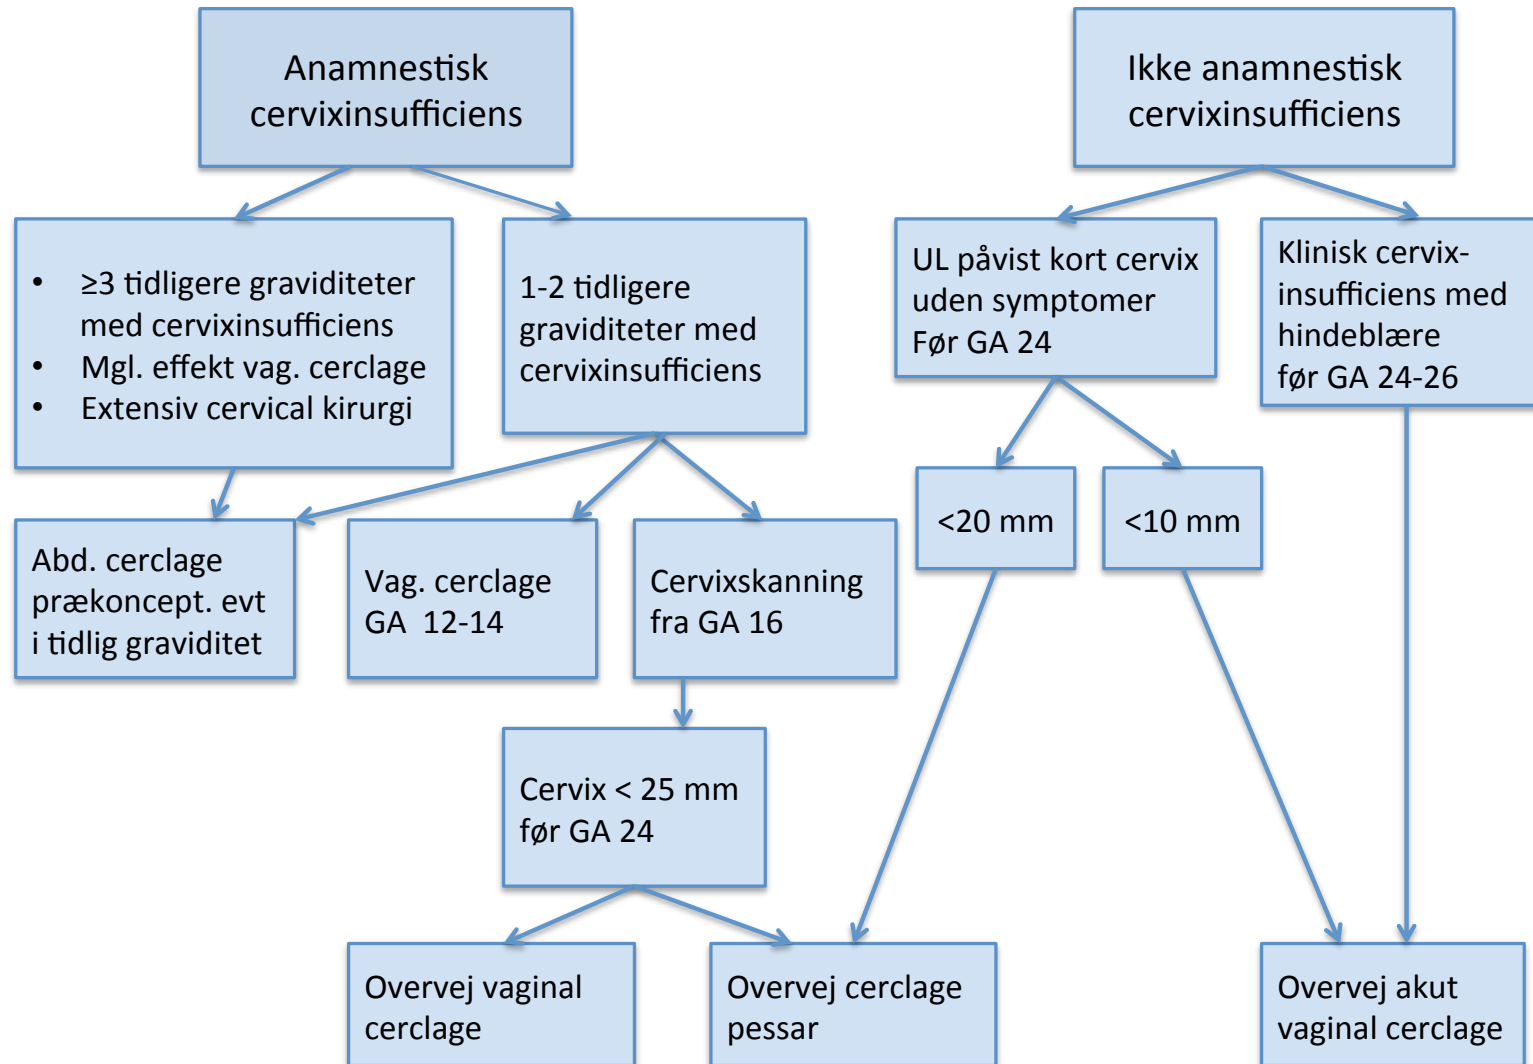 Anamnestisk
cervixinsufficiens
Ikke anamnestisk
cervixinsufficiens
• ≥3 tidligere graviditeter
med cervixinsufficiens
• Mgl. effekt vag. cerclage
• Extensiv cervical kirurgi
1-2 tidligere
graviditeter med
cervixinsufficiens
UL påvist kort cervix
uden symptomer
Før GA 24
Klinisk cervix-
insufficiens med
hindeblære
før GA 24-26
<20 mm
<10 mm
Abd. cerclage
prækoncept. evt
i tidlig graviditet
Vag. cerclage
GA 12-14
Cervixskanning
fra GA 16
Cervix < 25 mm
før GA 24
Overvej vaginal
cerclage
Overvej cerclage
pessar
Overvej akut
vaginal cerclage